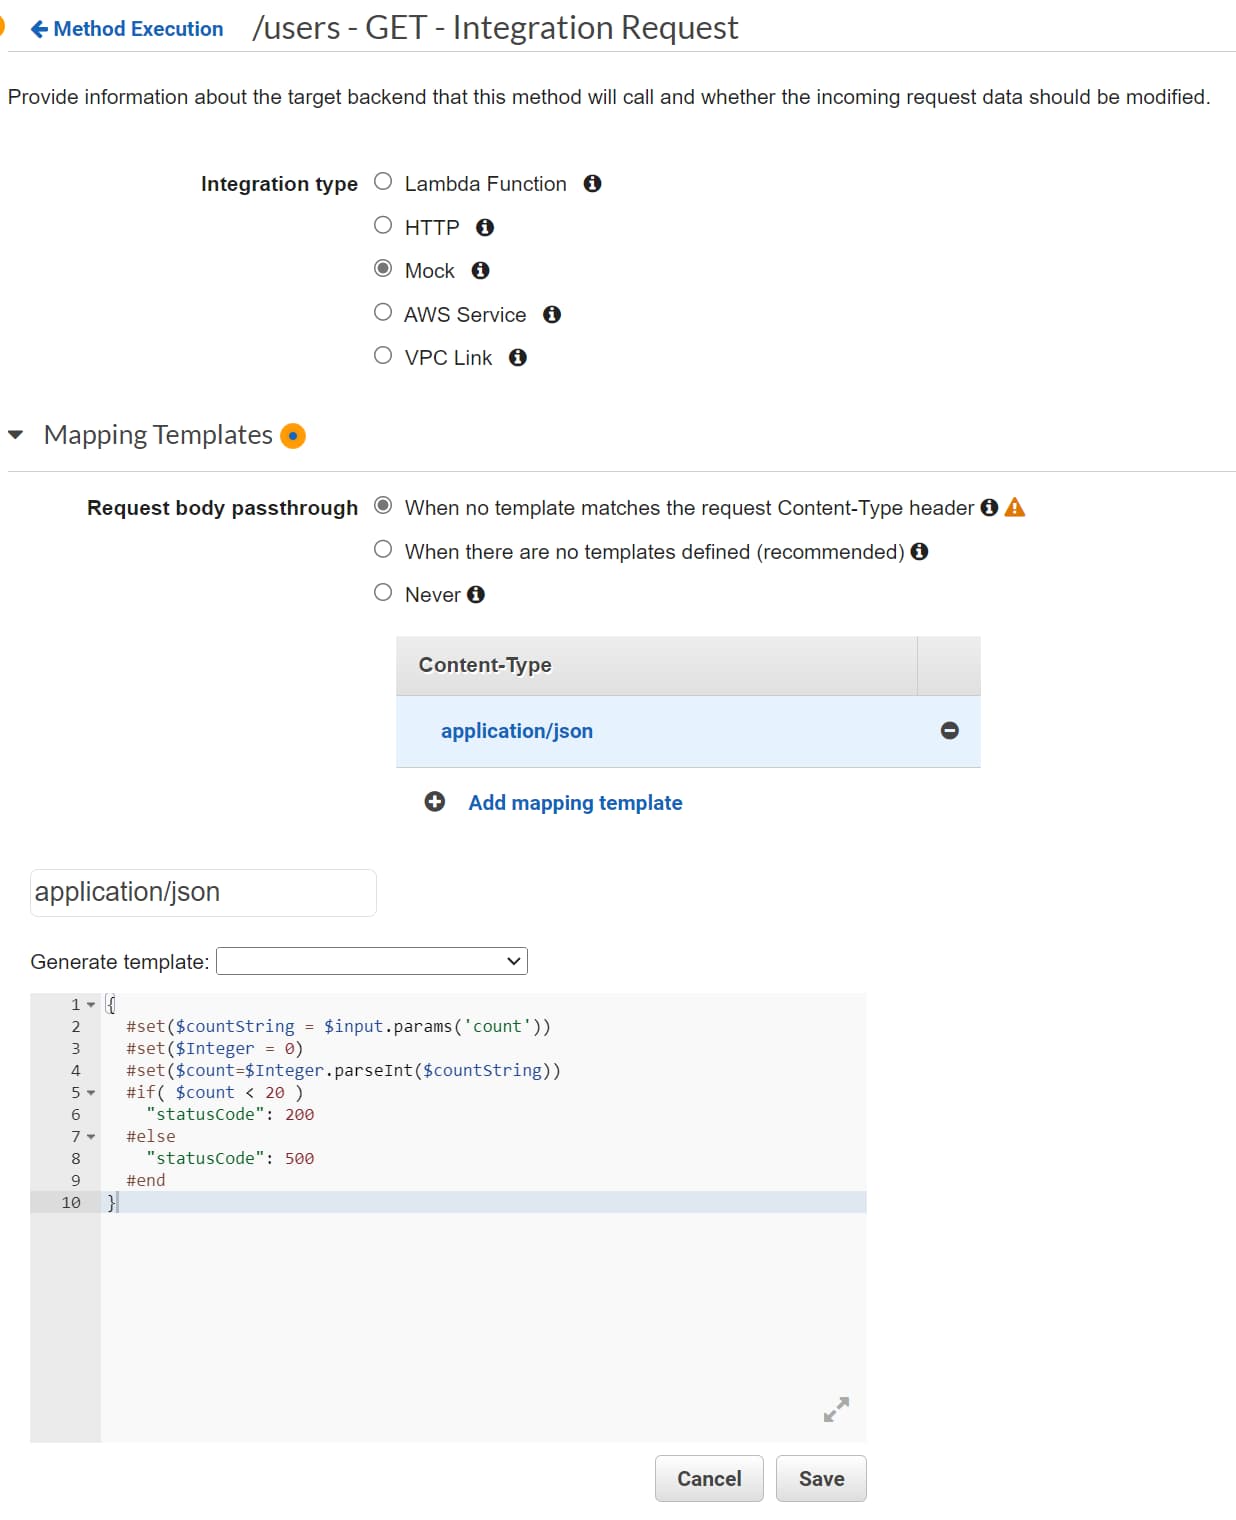 Method Execution /users - GET - Integration Request
Provide information about the target backend that this method will call and whether the incoming request data should be modified.
Integration type Lambda Function
HTTP
Mock
AWS Service
VPC Link
Mapping Templates
Request body passthrough When no template matches the request Content-Type header
When there are no templates defined (recommended)
Never
Content-Type
application/json
Add mapping template
application/json
Generate template:
1 {
2 #set($countString = $input.params('count'))
3 #set($Integer = 0)
4 #set($count=$Integer.parseInt($countString))
5 #if( $count < 20 )
6 "statusCode": 200
7 #else
8 "statusCode": 500
9 #end
10 }
Cancel Save